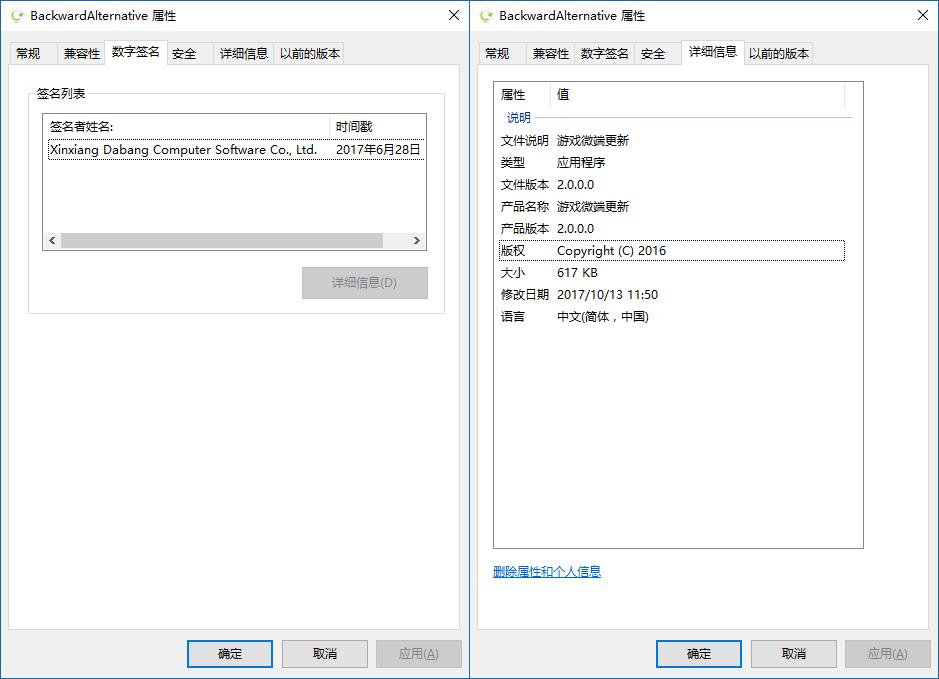 BackwardAlternative 属性
常规 兼容性 数字签名 安全 详细信息 以前的版本
签名列表
签名者姓名: 时间戳
Xinxiang Dabang Computer Software Co., Ltd. 2017年6月28日
详细信息(D)
确定 取消 应用(A)
BackwardAlternative 属性
常规 兼容性 数字签名 安全 详细信息 以前的版本
属性 值
说明
文件说明 游戏微端更新
类型 应用程序
文件版本 2.0.0.0
产品名称 游戏微端更新
产品版本 2.0.0.0
版权 Copyright (C) 2016
大小 617 KB
修改日期 2017/10/13 11:50
语言 中文(简体，中国)
删除属性和个人信息
确定 取消 应用(A)